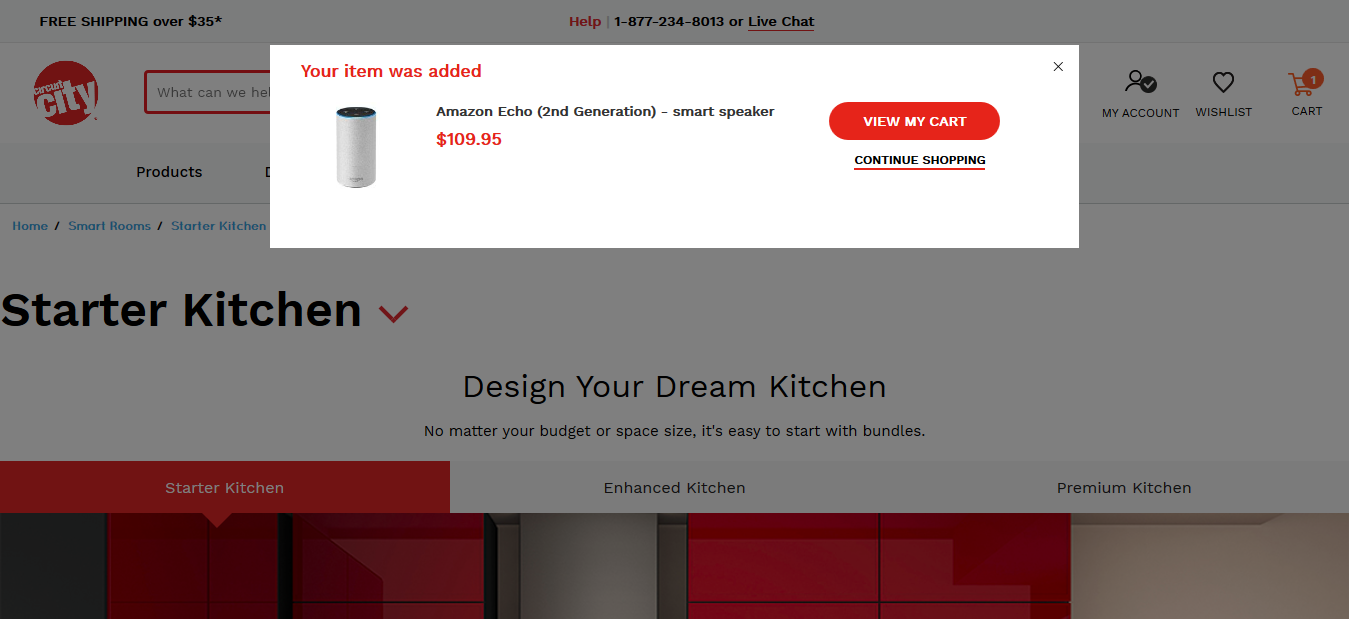 FREE SHIPPING over $35*
Help | 1-877-234-8013 or Live Chat
circuit
city
What can we hel
MY ACCOUNT
WISHLIST
1
CART
Your item was added
Amazon Echo (2nd Generation) - smart speaker
$109.95
VIEW MY CART
CONTINUE SHOPPING
Products
Home / Smart Rooms / Starter Kitchen
Starter Kitchen
Design Your Dream Kitchen
No matter your budget or space size, it's easy to start with bundles.
Starter Kitchen
Enhanced Kitchen
Premium Kitchen